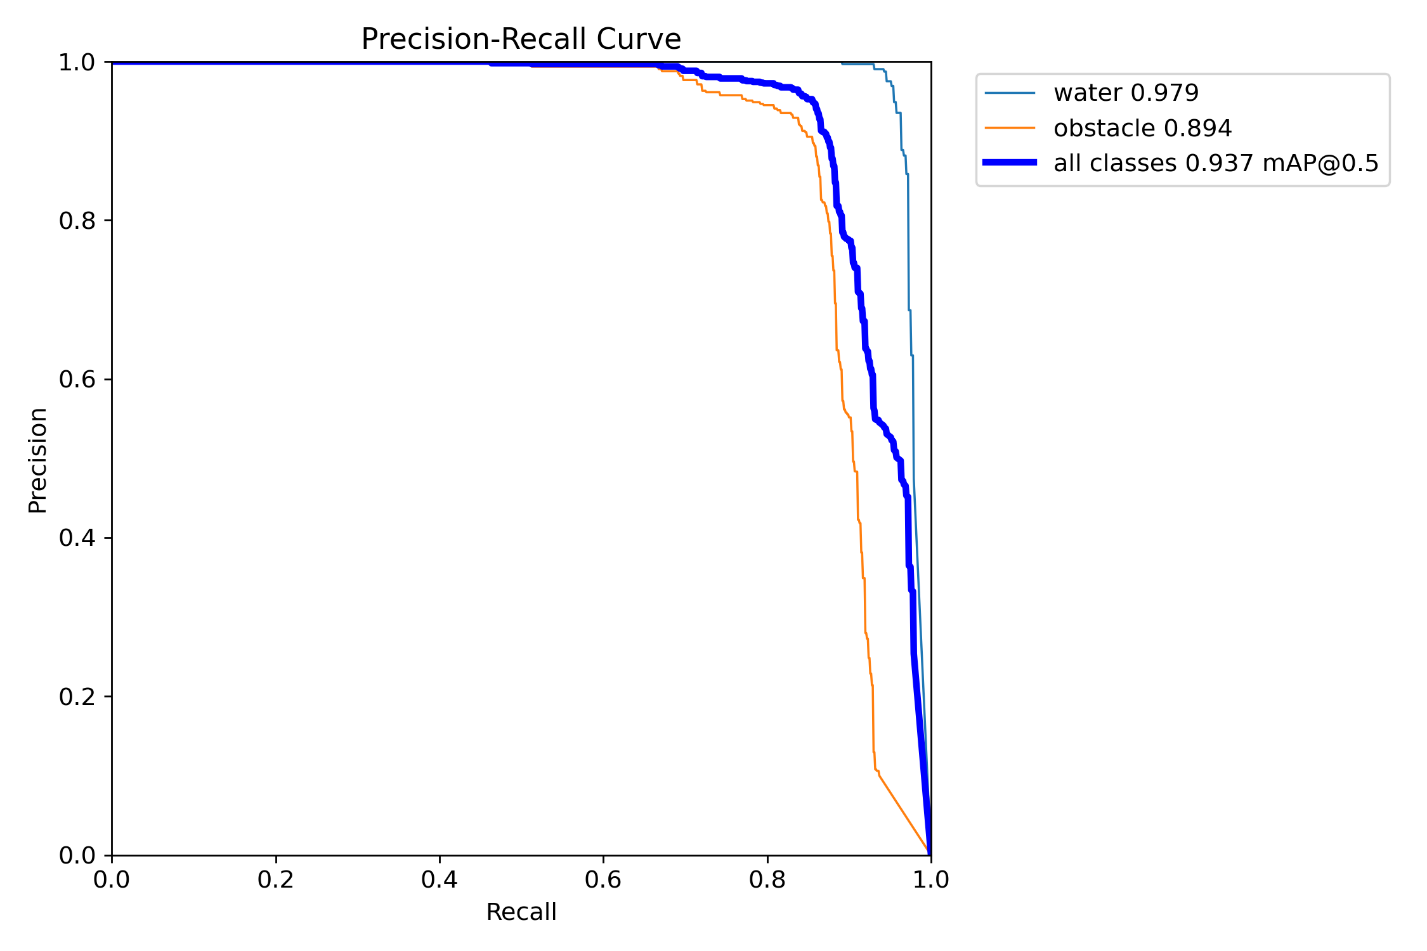 Precision-Recall Curve
1.0
0.8
0.6
0.4
0.2
0.0
Precision
0.0 0.2 0.4 0.6 0.8 1.0
Recall
water 0.979
obstacle 0.894
all classes 0.937 mAP@0.5